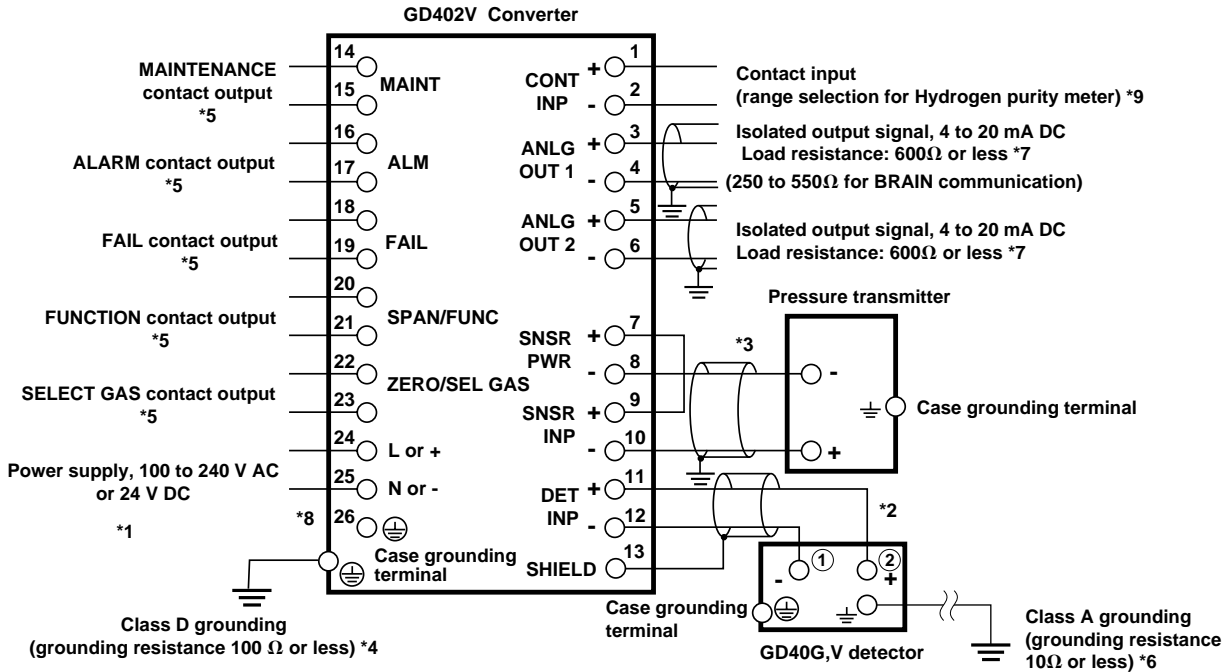 GD402V Converter
MAINTENANCE
contact output
*5
ALARM contact output
*5
FAIL contact output
*5
FUNCTION contact output
*5
SELECT GAS contact output
*5
Power supply, 100 to 240 V AC
or 24 V DC
*1
*8
14
15
MAINT
16
17
ALM
18
19
FAIL
20
21
SPAN/FUNC
22
23
ZERO/SEL GAS
24
L or +
25
N or -
26
Case grounding
terminal
Class D grounding
(grounding resistance 100 Ω or less) *4
CONT
INP
+
-
1
2
ANLG
OUT 1
+
-
3
4
ANLG
OUT 2
+
-
5
6
SNSR
PWR
+
-
7
8
SNSR
INP
+
-
9
10
DET
INP
+
-
11
12
SHIELD
13
Contact input
(range selection for Hydrogen purity meter) *9
Isolated output signal, 4 to 20 mA DC
Load resistance: 600Ω or less *7
(250 to 550Ω for BRAIN communication)
Isolated output signal, 4 to 20 mA DC
Load resistance: 600Ω or less *7
Pressure transmitter
*3
-
+
Case grounding terminal
*2
- ① ② +
Case grounding
terminal
GD40G,V detector
Class A grounding
(grounding resistance
10Ω or less) *6